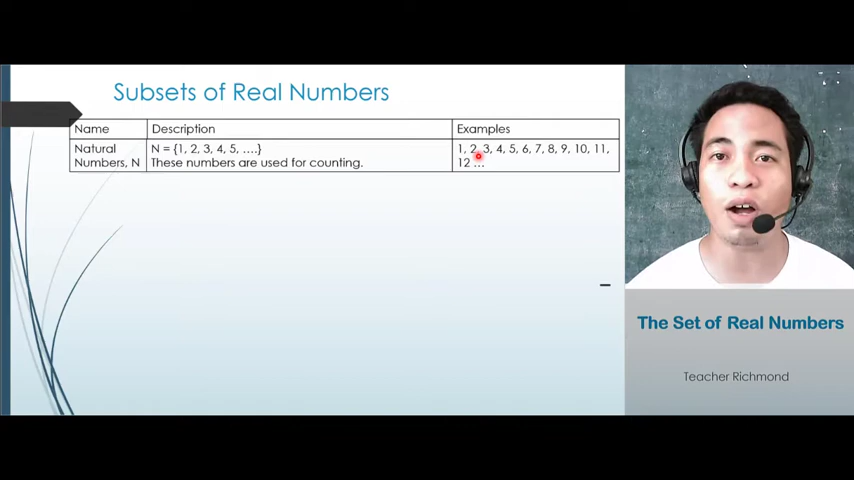 Subsets of Real Numbers
Name
Description
Examples
Natural
Numbers, N
N = {1, 2, 3, 4, 5, ….}
These numbers are used for counting.
1, 2, 3, 4, 5, 6, 7, 8, 9, 10, 11,
12 …
The Set of Real Numbers
Teacher Richmond